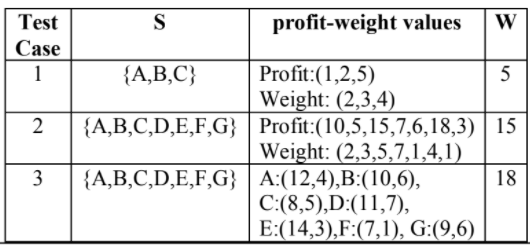 Test Case S profit-weight values W
1 {A,B,C} Profit:(1,2,5) 5
Weight: (2,3,4)
2 {A,B,C,D,E,F,G} Profit:(10,5,15,7,6,18,3) 15
Weight: (2,3,5,7,1,4,1)
3 {A,B,C,D,E,F,G} A:(12,4),B:(10,6), 18
C:(8,5),D:(11,7),
E:(14,3),F:(7,1), G:(9,6)